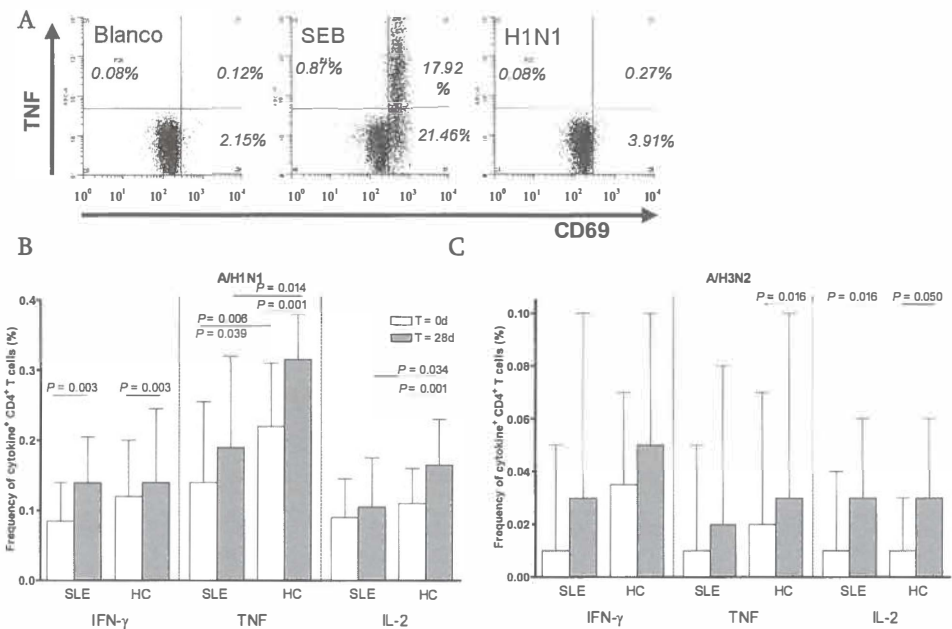 A
Blanco
SEB
H1N1
0.08%
0.12%
0.87%
17.92
%
0.08%
0.27%
2.15%
21.46%
3.91%
TNF
10⁰ 10¹ 10² 10³ 10⁴
10⁰ 10¹ 10² 10³ 10⁴
10⁰ 10¹ 10² 10³ 10⁴
CD69
B
A/H1N1
Frequency of cytokine⁺ CD4⁺ T cells (%)
0.4
0.3
0.2
0.1
0.0
P = 0.014
P = 0.001
P = 0.006
P = 0.039
T = 0d
T = 28d
P = 0.034
P = 0.001
P = 0.003
P = 0.003
SLE HC SLE HC SLE HC
IFN-γ TNF IL-2
C
A/H3N2
Frequency of cytokine⁺ CD4⁺ T cells (%)
0.10
0.08
0.06
0.04
0.02
0.00
P = 0.016
P = 0.016
P = 0.050
SLE HC SLE HC SLE HC
IFN-γ TNF IL-2